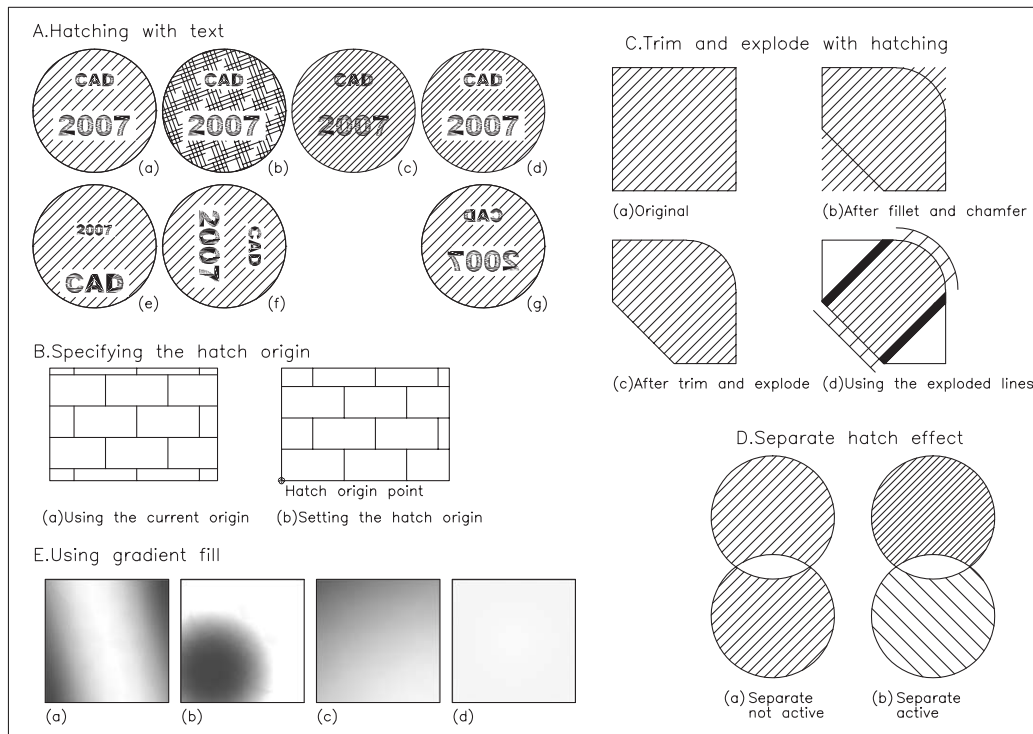 A.Hatching with text
CAD
2007
(a)
CAD
2007
(b)
CAD
2007
(c)
CAD
2007
(d)
2007
CAD
(e)
2007
CAD
(f)
CAD
2007
(g)
B.Specifying the hatch origin
Hatch origin point
(a)Using the current origin
(b)Setting the hatch origin
E.Using gradient fill
(a)
(b)
(c)
(d)
C.Trim and explode with hatching
(a)Original
(b)After fillet and chamfer
(c)After trim and explode
(d)Using the exploded lines
D.Separate hatch effect
(a) Separate
not active
(b) Separate
active